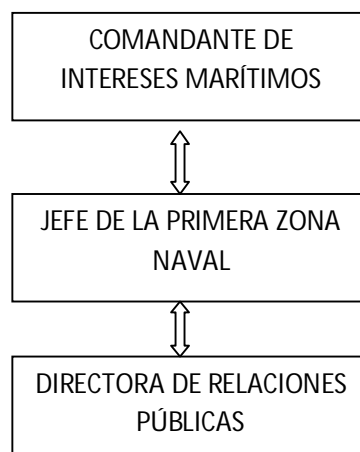 COMANDANTE DE
INTERESES MARÍTIMOS
JEFE DE LA PRIMERA ZONA
NAVAL
DIRECTORA DE RELACIONES
PÚBLICAS